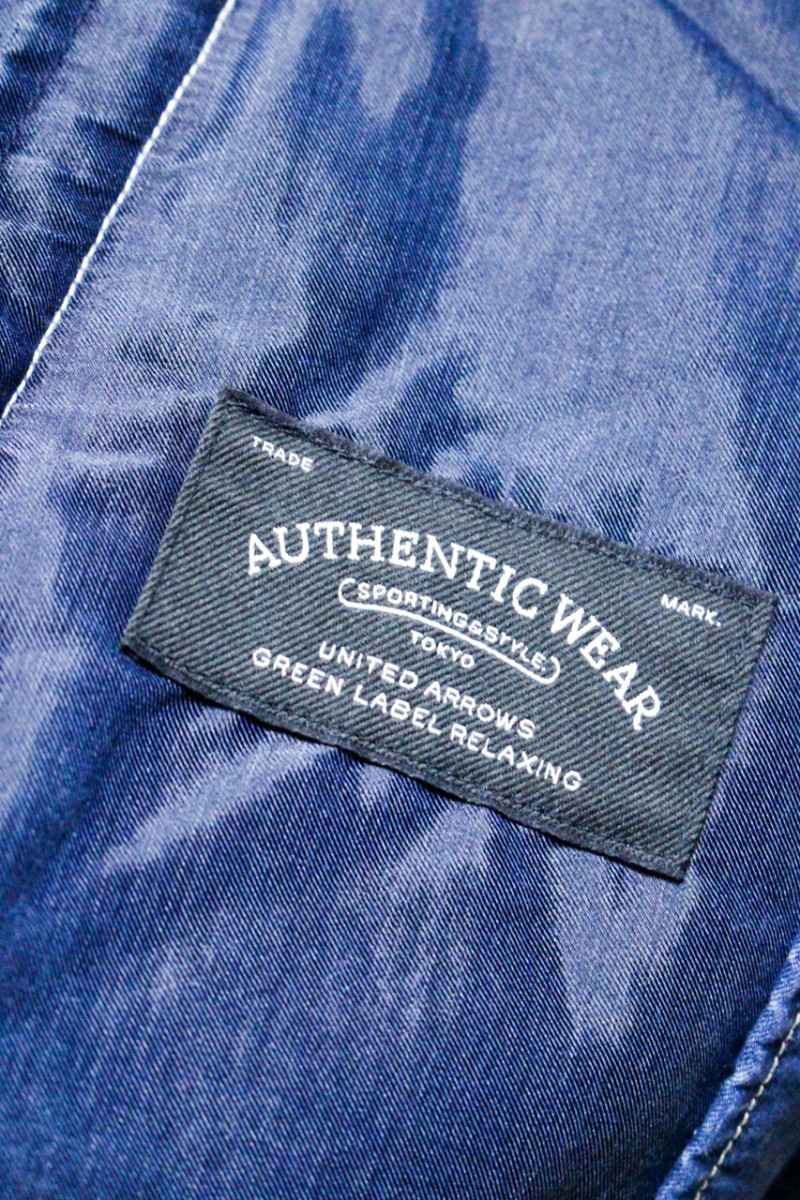 TRADE MARK.
AUTHENTIC WEAR
SPORTING&STYLE.
TOKYO
UNITED ARROWS
GREEN LABEL RELAXING